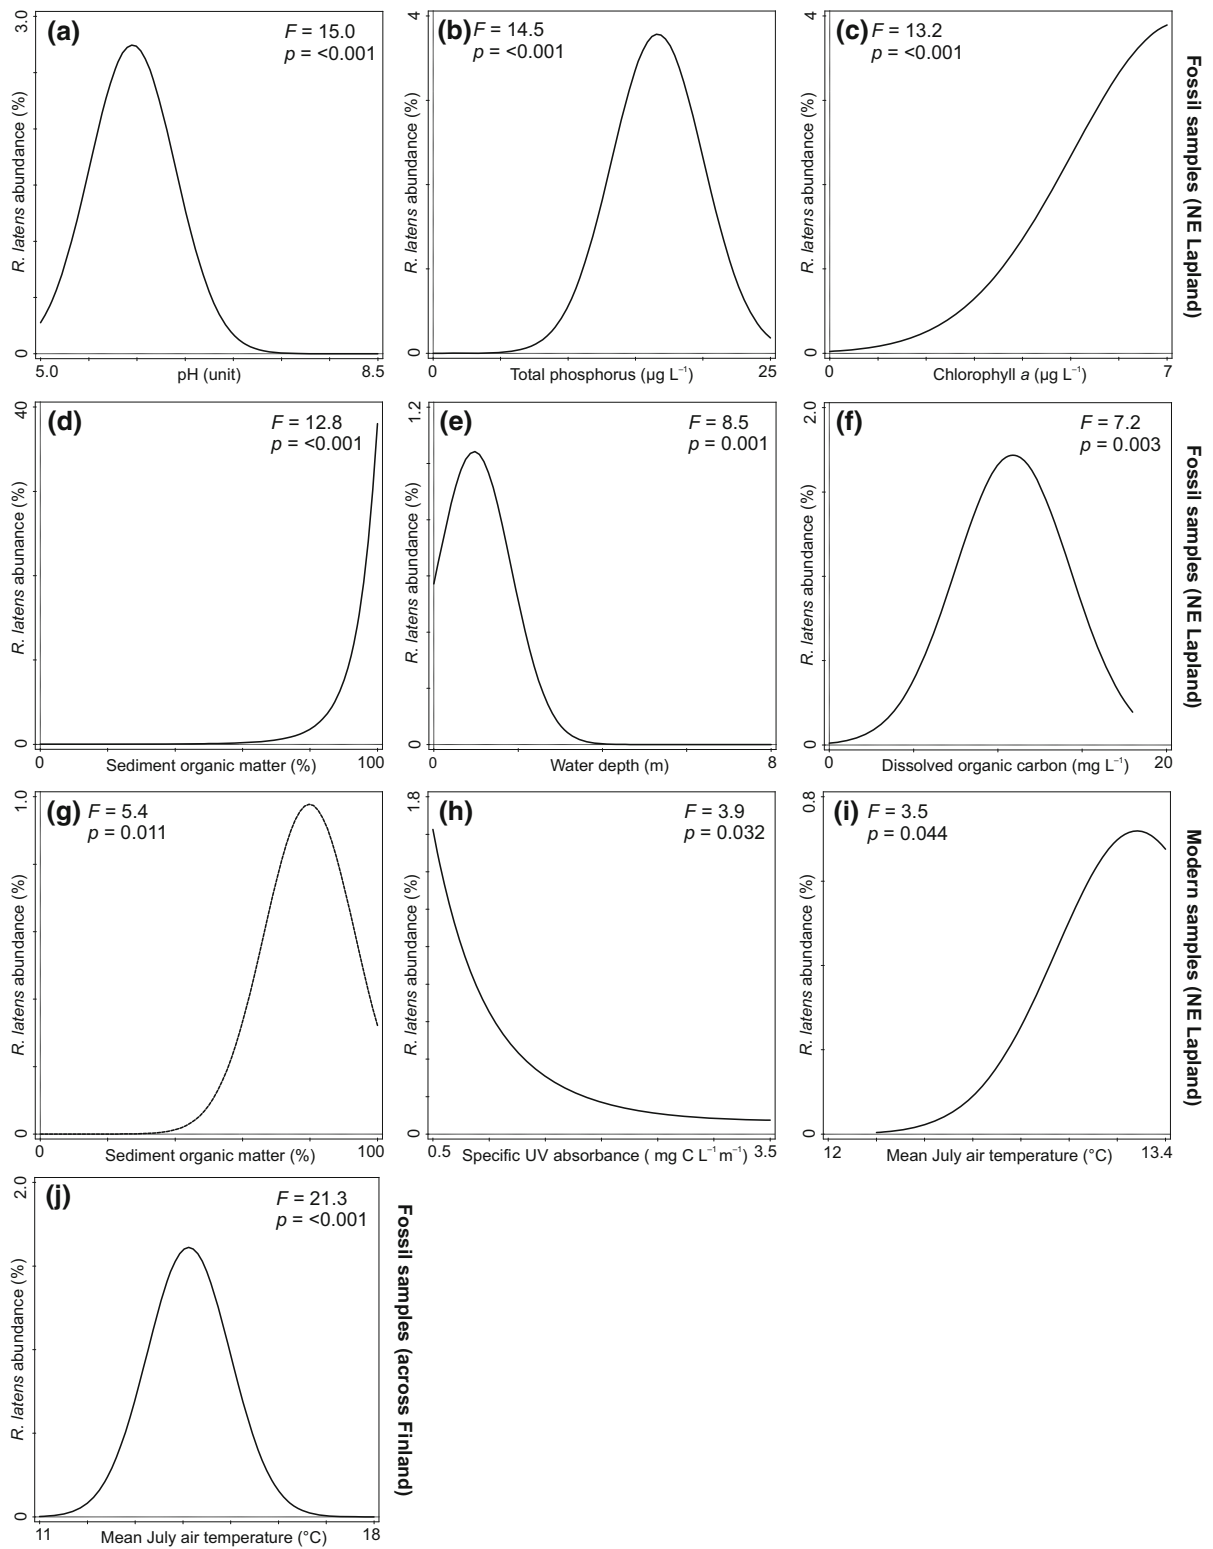 (a)
F = 15.0
p = <0.001
3.0
R. latens abundance (%)
0
5.0
pH (unit)
8.5
(b)
F = 14.5
p = <0.001
4
R. latens abundance (%)
0
0
Total phosphorus (µg L⁻¹)
25
(c)
F = 13.2
p = <0.001
4
R. latens abundance (%)
0
0
Chlorophyll a (µg L⁻¹)
7
Fossil samples (NE Lapland)
(d)
F = 12.8
p = <0.001
40
R. latens abunance (%)
0
0
Sediment organic matter (%)
100
(e)
F = 8.5
p = 0.001
1.2
R. latens abundance (%)
0
0
Water depth (m)
8
(f)
F = 7.2
p = 0.003
2.0
R. latens abundance (%)
0
0
Dissolved organic carbon (mg L⁻¹)
20
Fossil samples (NE Lapland)
(g)
F = 5.4
p = 0.011
1.0
R. latens abundance (%)
0
0
Sediment organic matter (%)
100
(h)
F = 3.9
p = 0.032
1.8
R. latens abundance (%)
0
0.5
Specific UV absorbance ( mg C L⁻¹ m⁻¹)
3.5
(i)
F = 3.5
p = 0.044
0.8
R. latens abundance (%)
0
12
Mean July air temperature (°C)
13.4
Modern samples (NE Lapland)
(j)
F = 21.3
p = <0.001
2.0
R. latens abundance (%)
0
11
Mean July air temperature (°C)
18
Fossil samples (across Finland)